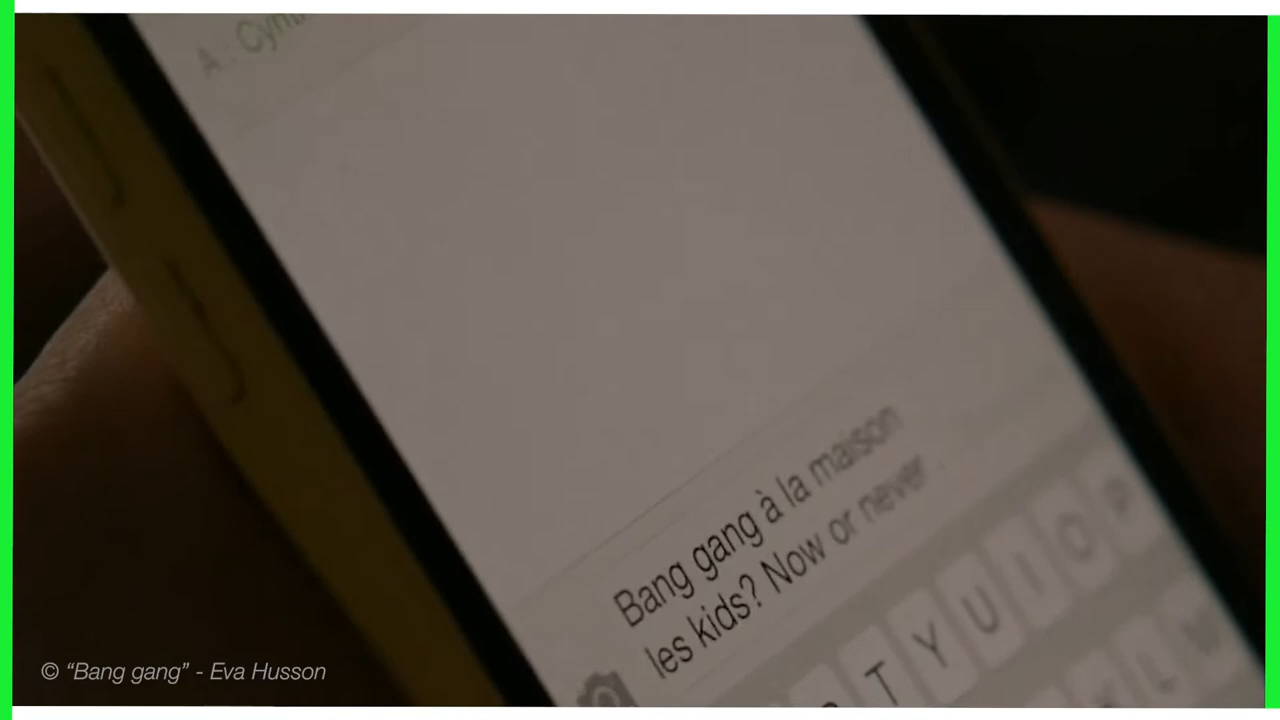 A :
Bang gang à la maison
les kids? Now or never
T Y U I O P
K L
© “Bang gang” - Eva Husson